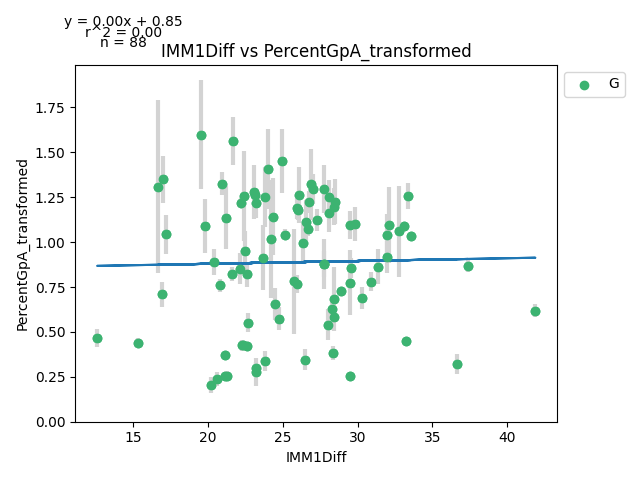 y = 0.00x + 0.85
r^2 = 0.00
n = 88
IMM1Diff vs PercentGpA_transformed
G
PercentGpA_transformed
1.75
1.50
1.25
1.00
0.75
0.50
0.25
0.00
15 20 25 30 35 40
IMM1Diff